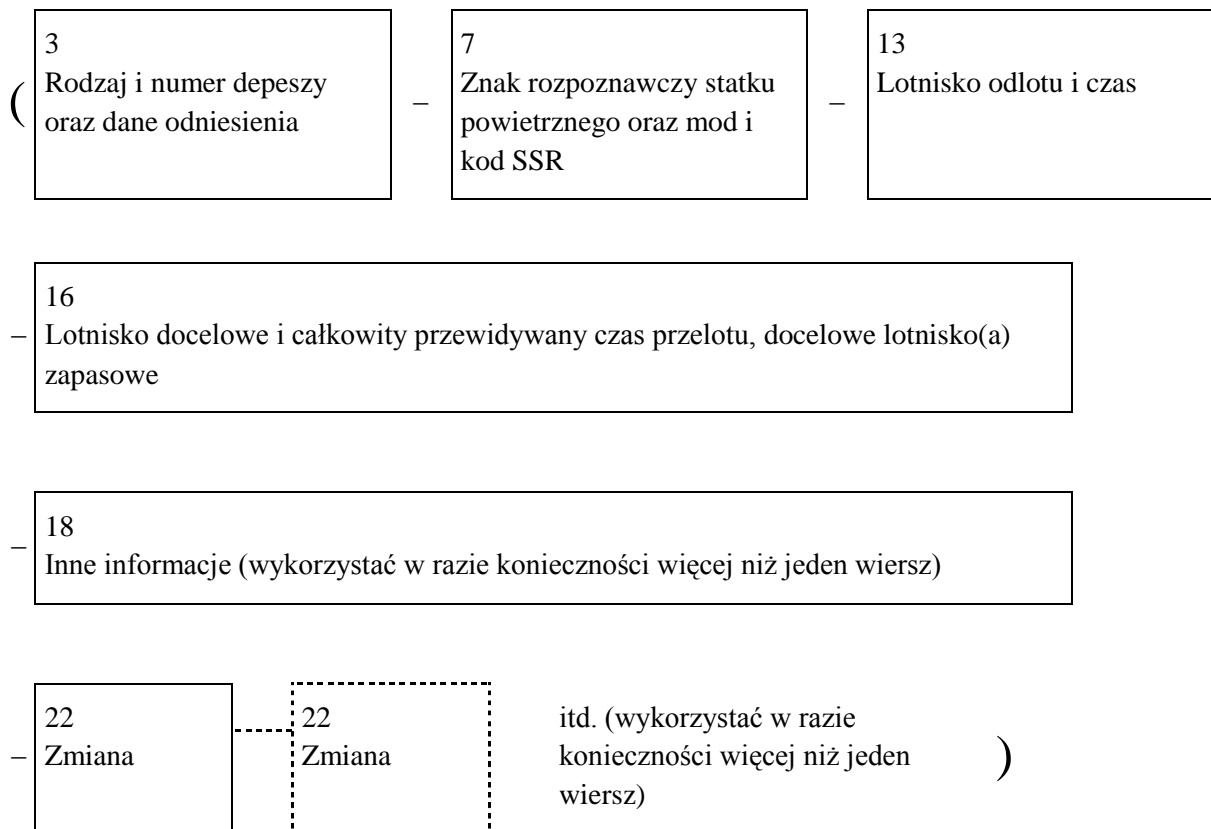 3 7 13
( Rodzaj i numer depeszy – Znak rozpoznawczy statku – Lotnisko odlotu i czas
oraz dane odniesienia powietrznego oraz mod i
kod SSR
16
– Lotnisko docelowe i całkowity przewidywany czas przelotu, docelowe lotnisko(a)
zapasowe
18
– Inne informacje (wykorzystać w razie konieczności więcej niż jeden wiersz)
22 22 itd. (wykorzystać w razie
– Zmiana Zmiana konieczności więcej niż jeden )
wiersz)